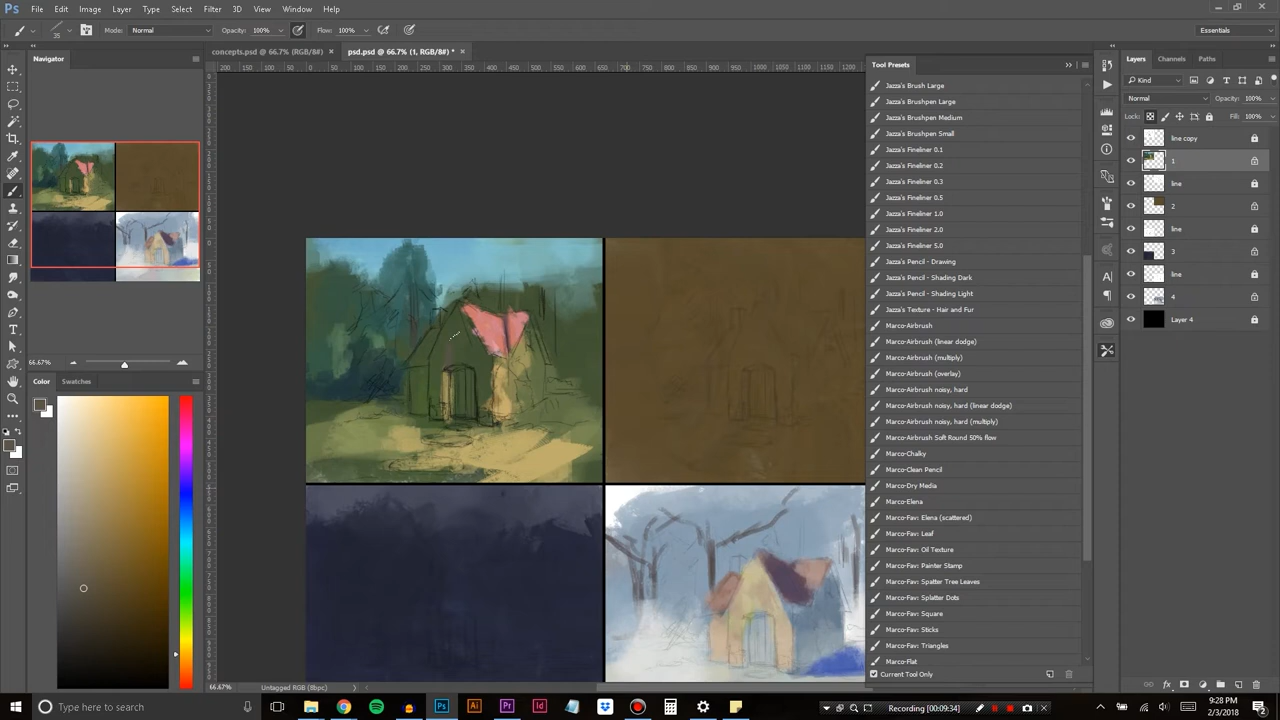 Ps File Edit Image Layer Type Select Filter 3D View Window Help
35 Mode: Normal Opacity: 100% Flow: 100% Essentials
concepts.psd @ 66.7% (RGB/8#) × psd.psd @ 66.7% (1, RGB/8#) * ×
Navigator
66.67%
Color Swatches
Tool Presets
Jazza's Brush Large
Jazza's Brushpen Large
Jazza's Brushpen Medium
Jazza's Brushpen Small
Jazza's Fineliner 0.1
Jazza's Fineliner 0.2
Jazza's Fineliner 0.3
Jazza's Fineliner 0.5
Jazza's Fineliner 1.0
Jazza's Fineliner 2.0
Jazza's Fineliner 5.0
Jazza's Pencil - Drawing
Jazza's Pencil - Shading Dark
Jazza's Pencil - Shading Light
Jazza's Texture - Hair and Fur
Marco-Airbrush
Marco-Airbrush (linear dodge)
Marco-Airbrush (multiply)
Marco-Airbrush (overlay)
Marco-Airbrush noisy, hard
Marco-Airbrush noisy, hard (linear dodge)
Marco-Airbrush noisy, hard (multiply)
Marco-Airbrush Soft Round 50% flow
Marco-Chalky
Marco-Clean Pencil
Marco-Dry Media
Marco-Elena
Marco-Fav: Elena (scattered)
Marco-Fav: Leaf
Marco-Fav: Oil Texture
Marco-Fav: Painter Stamp
Marco-Fav: Spatter Tree Leaves
Marco-Fav: Splatter Dots
Marco-Fav: Square
Marco-Fav: Sticks
Marco-Fav: Triangles
Marco-Flat
Current Tool Only
Layers Channels Paths
Kind
Normal Opacity: 100%
Lock: Fill: 100%
line copy
1
line
2
line
3
line
4
Layer 4
66.67% Untagged RGB (8bpc)
Type here to search
Recording [00:09:34]
9:28 PM
2/3/2018